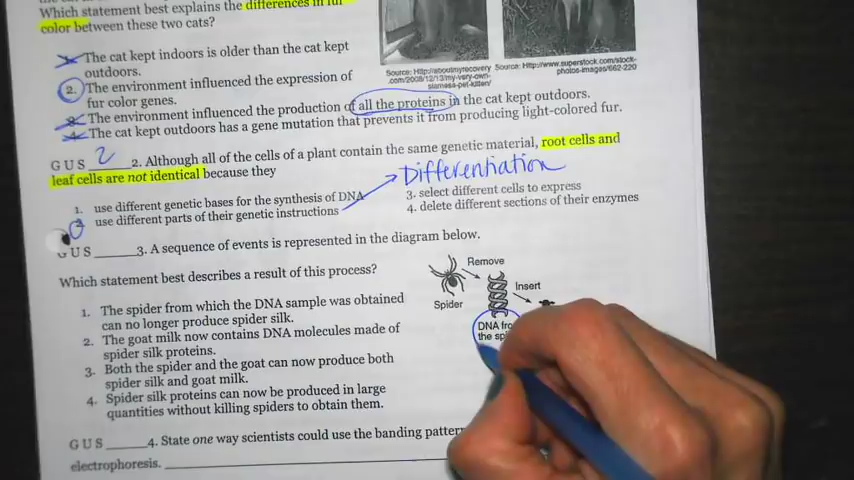 Which statement best explains the differences in fur
color between these two cats?
1. The cat kept indoors is older than the cat kept
outdoors.
2. The environment influenced the expression of
fur color genes.
3. The environment influenced the production of all the proteins in the cat kept outdoors.
4. The cat kept outdoors has a gene mutation that prevents it from producing light-colored fur.
Source: Http://aboutmyrecovery
.com/2008/12/13/my-very-own-
siamasa-pet-kitten/
Source: Http://www.superstock.com/stock-
photos-images/662-220
G U S 2 2. Although all of the cells of a plant contain the same genetic material, root cells and
leaf cells are not identical because they
Differentiation
1. use different genetic bases for the synthesis of DNA
2 use different parts of their genetic instructions
3. select different cells to express
4. delete different sections of their enzymes
G U S ______3. A sequence of events is represented in the diagram below.
Which statement best describes a result of this process?
1. The spider from which the DNA sample was obtained
can no longer produce spider silk.
2. The goat milk now contains DNA molecules made of
spider silk proteins.
3. Both the spider and the goat can now produce both
spider silk and goat milk.
4. Spider silk proteins can now be produced in large
quantities without killing spiders to obtain them.
Remove
Insert
Spider
DNA
the
G U S ______4. State one way scientists could use the banding
electrophoresis.